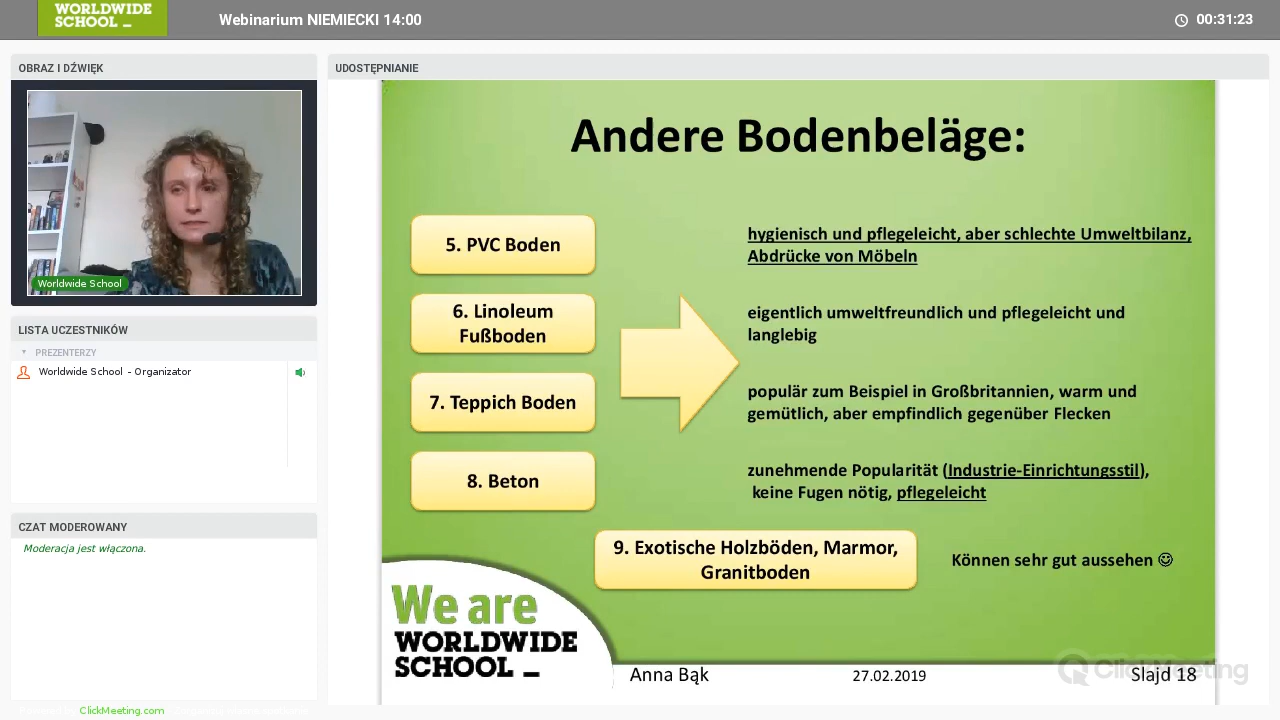 WORLDWIDE
SCHOOL _
Webinarium NIEMIECKI 14:00
00:31:23
OBRAZ I DŹWIĘK
Worldwide School
LISTA UCZESTNIKÓW
PREZENTERZY
Worldwide School - Organizator
CZAT MODEROWANY
Moderacja jest włączona.
ClickMeeting.com
UDOSTĘPNIANIE
Andere Bodenbeläge:
5. PVC Boden
hygienisch und pflegeleicht, aber schlechte Umweltbilanz,
Abdrücke von Möbeln
6. Linoleum
Fußboden
eigentlich umweltfreundlich und pflegeleicht und
langlebig
7. Teppich Boden
populär zum Beispiel in Großbritannien, warm und
gemütlich, aber empfindlich gegenüber Flecken
8. Beton
zunehmende Popularität (Industrie-Einrichtungsstil),
keine Fugen nötig, pflegeleicht
9. Exotische Holzböden, Marmor,
Granitboden
Können sehr gut aussehen ☺
We are
WORLDWIDE
SCHOOL _
Anna Bąk
27.02.2019
Slajd 18
ClickMeeting